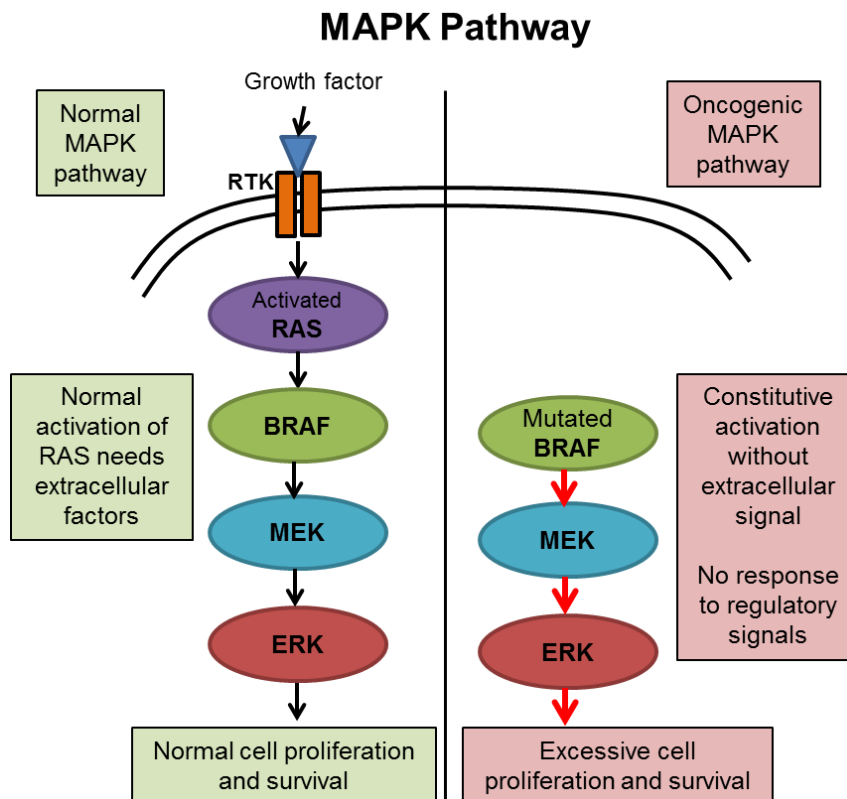 MAPK Pathway
Growth factor
Normal
MAPK
pathway
RTK
Activated
RAS
Normal
activation of
RAS needs
extracellular
factors
BRAF
MEK
ERK
Normal cell proliferation
and survival
Oncogenic
MAPK
pathway
Mutated
BRAF
MEK
ERK
Constitutive
activation
without
extracellular
signal
No response
to regulatory
signals
Excessive cell
proliferation and survival